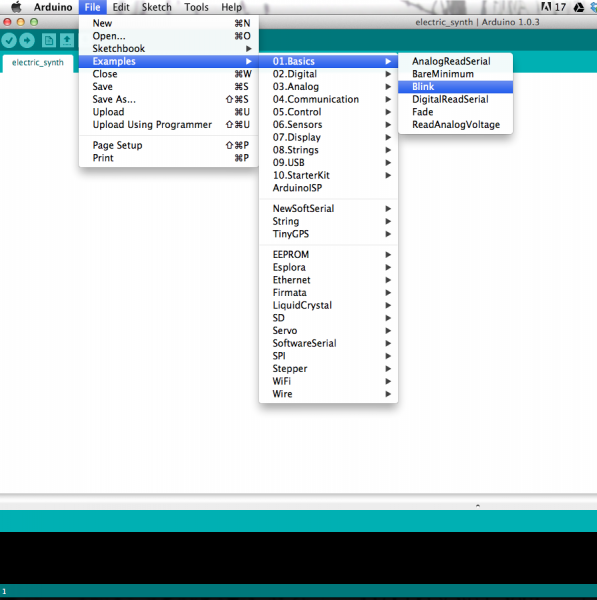 Arduino File Edit Sketch Tools Help 17
electric_synth | Arduino 1.0.3
electric_synth
New ⌘N
Open... ⌘O
Sketchbook
Examples
Close ⌘W
Save ⌘S
Save As... ⇧⌘S
Upload ⌘U
Upload Using Programmer ⇧⌘U
Page Setup ⇧⌘P
Print ⌘P
01.Basics
02.Digital
03.Analog
04.Communication
05.Control
06.Sensors
07.Display
08.Strings
09.USB
10.StarterKit
ArduinoISP
NewSoftSerial
String
TinyGPS
EEPROM
Esplora
Ethernet
Firmata
LiquidCrystal
SD
Servo
SoftwareSerial
SPI
Stepper
WiFi
Wire
AnalogReadSerial
BareMinimum
Blink
DigitalReadSerial
Fade
ReadAnalogVoltage
1